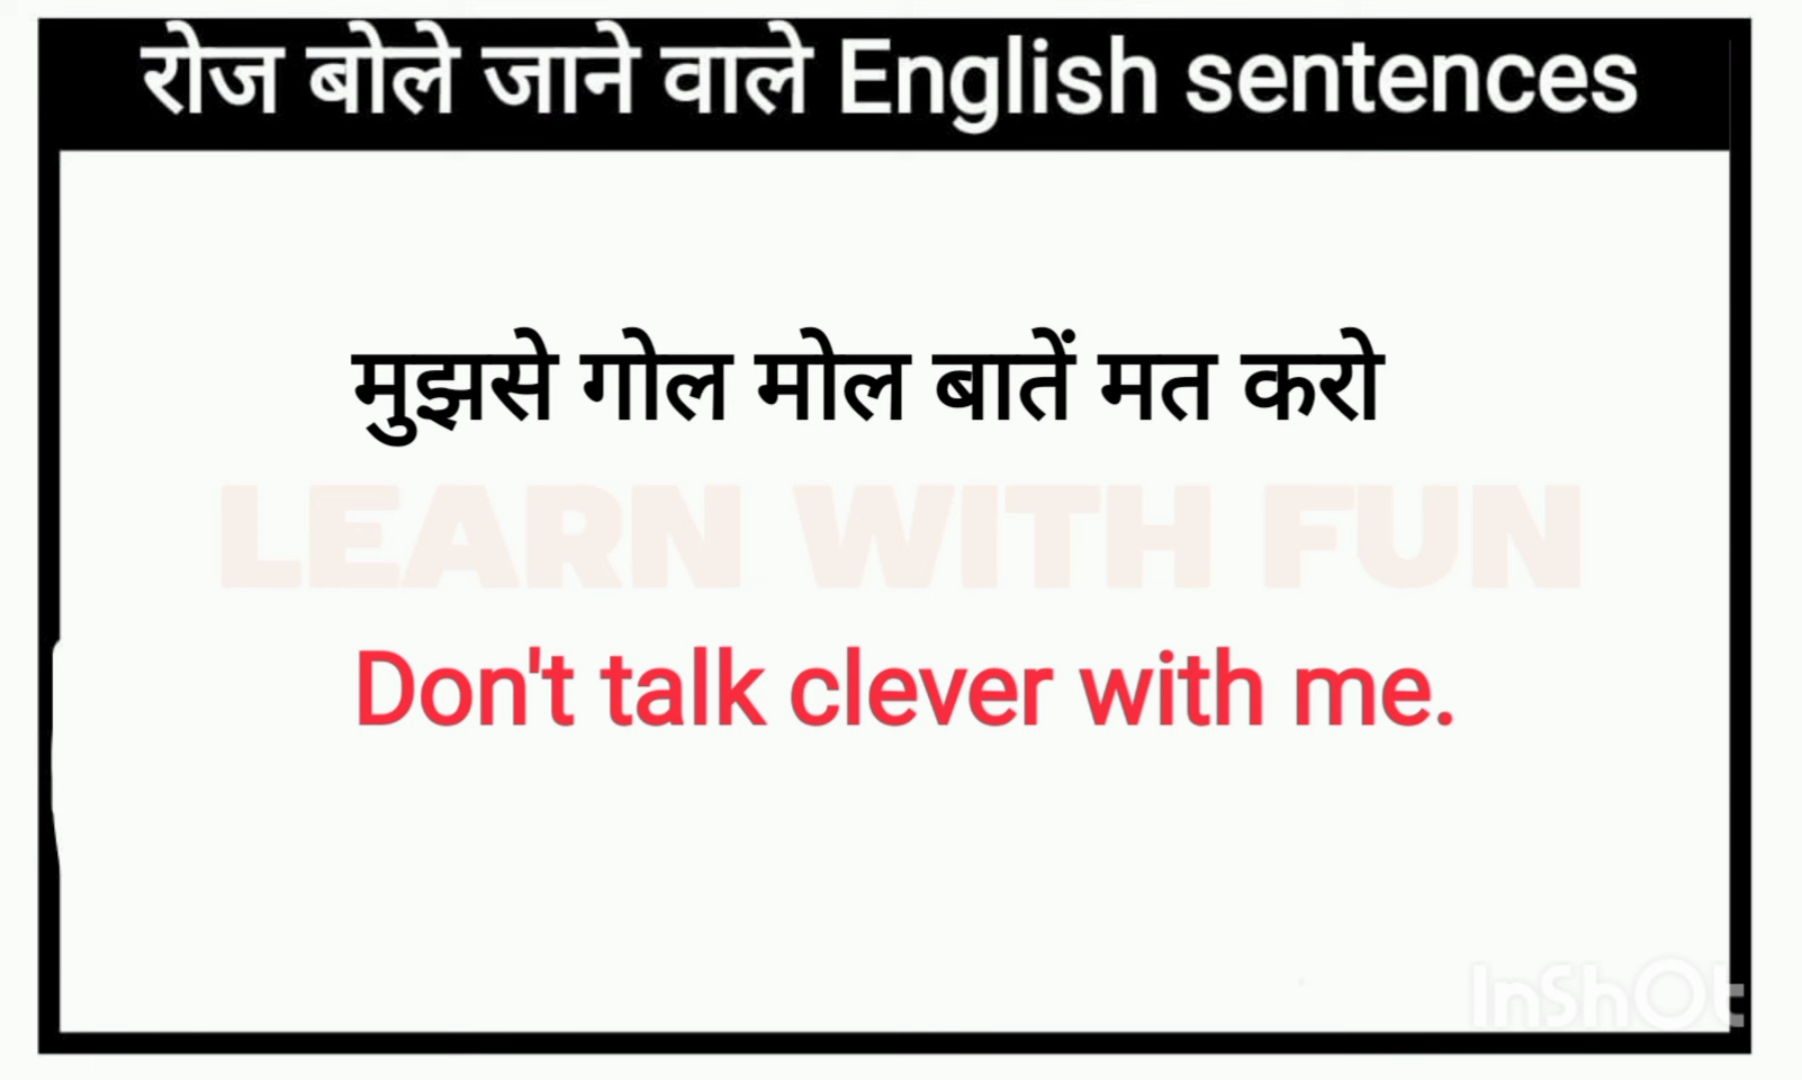 रोज बोले जाने वाले English sentences
मुझसे गोल मोल बातें मत करो
LEARN WITH FUN
Don't talk clever with me.
InShOt